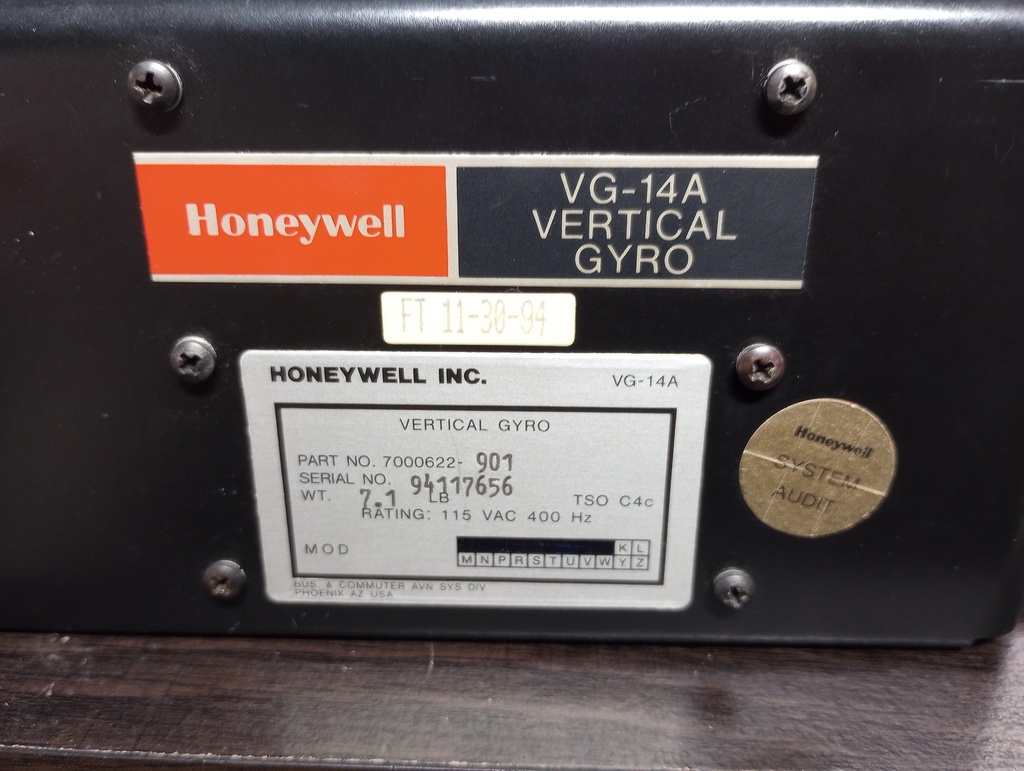 Honeywell
VG-14A
VERTICAL
GYRO
FT 11-30-94
HONEYWELL INC.
VG-14A
VERTICAL GYRO
PART NO. 7000622- 901
SERIAL NO. 94117656
WT. 7.1 LB
TSO C4c
RATING: 115 VAC 400 Hz
MOD
K L
M N P R S T U V W Y Z
BUS. & COMMUTER AVN SYS DIV
PHOENIX AZ USA
Honeywell
SYSTEM
AUDIT